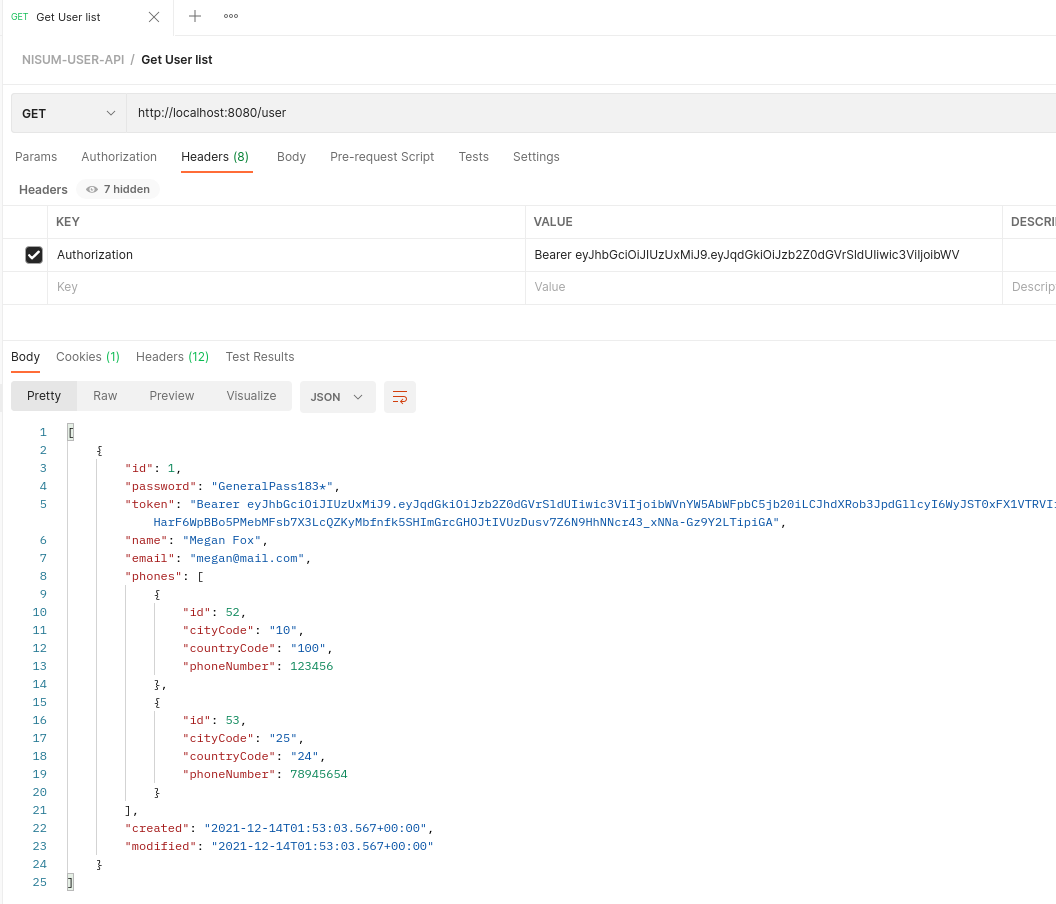 GET Get User list
NISUM-USER-API / Get User list
GET http://localhost:8080/user
Params Authorization Headers (8) Body Pre-request Script Tests Settings
Headers 7 hidden
KEY VALUE DESCRI
Authorization Bearer eyJhbGciOiJIUzUxMiJ9.eyJqdGkiOiJzb2Z0dGVrSldUIiwic3ViIjoibWV
Key Value Descrip
Body Cookies (1) Headers (12) Test Results
Pretty Raw Preview Visualize JSON
1 [
2 {
3 "id": 1,
4 "password": "GeneralPass183*",
5 "token": "Bearer eyJhbGciOiJIUzUxMiJ9.eyJqdGkiOiJzb2Z0dGVrSldUIiwic3ViIjoibWVnYW5AbWFpbC5jb20iLCJhdXRob3JpdGllcyI6WyJST0xFX1VTRVIi
HarF6WpBBo5PMebMFsb7X3LcQZKyMbfnfk5SHImGrcGHOJtIVUzDusv7Z6N9HhNNcr43_xNNa-Gz9Y2LTipiGA",
6 "name": "Megan Fox",
7 "email": "megan@mail.com",
8 "phones": [
9 {
10 "id": 52,
11 "cityCode": "10",
12 "countryCode": "100",
13 "phoneNumber": 123456
14 },
15 {
16 "id": 53,
17 "cityCode": "25",
18 "countryCode": "24",
19 "phoneNumber": 78945654
20 }
21 ],
22 "created": "2021-12-14T01:53:03.567+00:00",
23 "modified": "2021-12-14T01:53:03.567+00:00"
24 }
25 ]